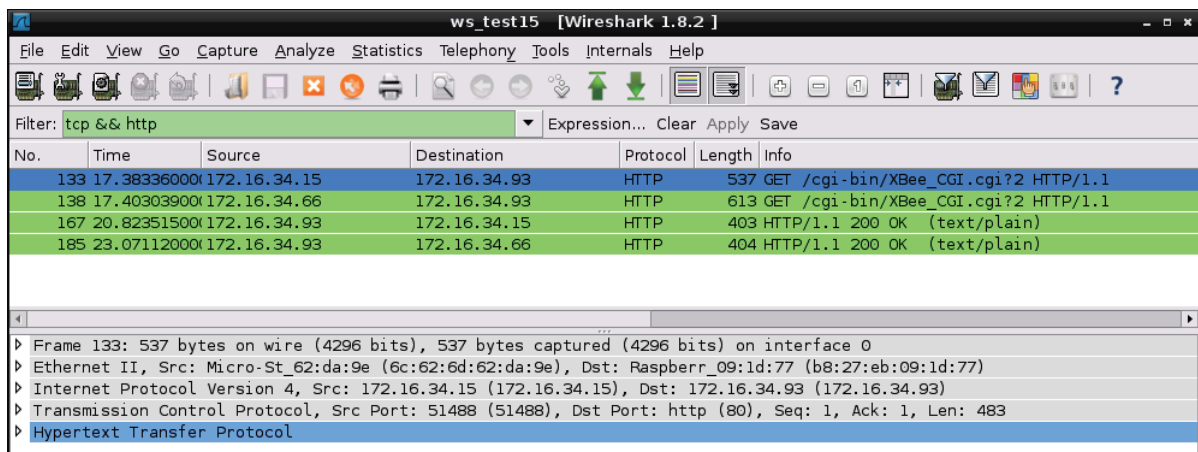 ws_test15 [Wireshark 1.8.2 ]
File Edit View Go Capture Analyze Statistics Telephony Tools Internals Help
Filter: tcp && http Expression... Clear Apply Save
No. Time Source Destination Protocol Length Info
133 17.38336000( 172.16.34.15 172.16.34.93 HTTP 537 GET /cgi-bin/XBee_CGI.cgi?2 HTTP/1.1
138 17.40303900( 172.16.34.66 172.16.34.93 HTTP 613 GET /cgi-bin/XBee_CGI.cgi?2 HTTP/1.1
167 20.82351500( 172.16.34.93 172.16.34.15 HTTP 403 HTTP/1.1 200 OK (text/plain)
185 23.07112000( 172.16.34.93 172.16.34.66 HTTP 404 HTTP/1.1 200 OK (text/plain)
Frame 133: 537 bytes on wire (4296 bits), 537 bytes captured (4296 bits) on interface 0
Ethernet II, Src: Micro-St_62:da:9e (6c:62:6d:62:da:9e), Dst: Raspberr_09:1d:77 (b8:27:eb:09:1d:77)
Internet Protocol Version 4, Src: 172.16.34.15 (172.16.34.15), Dst: 172.16.34.93 (172.16.34.93)
Transmission Control Protocol, Src Port: 51488 (51488), Dst Port: http (80), Seq: 1, Ack: 1, Len: 483
Hypertext Transfer Protocol